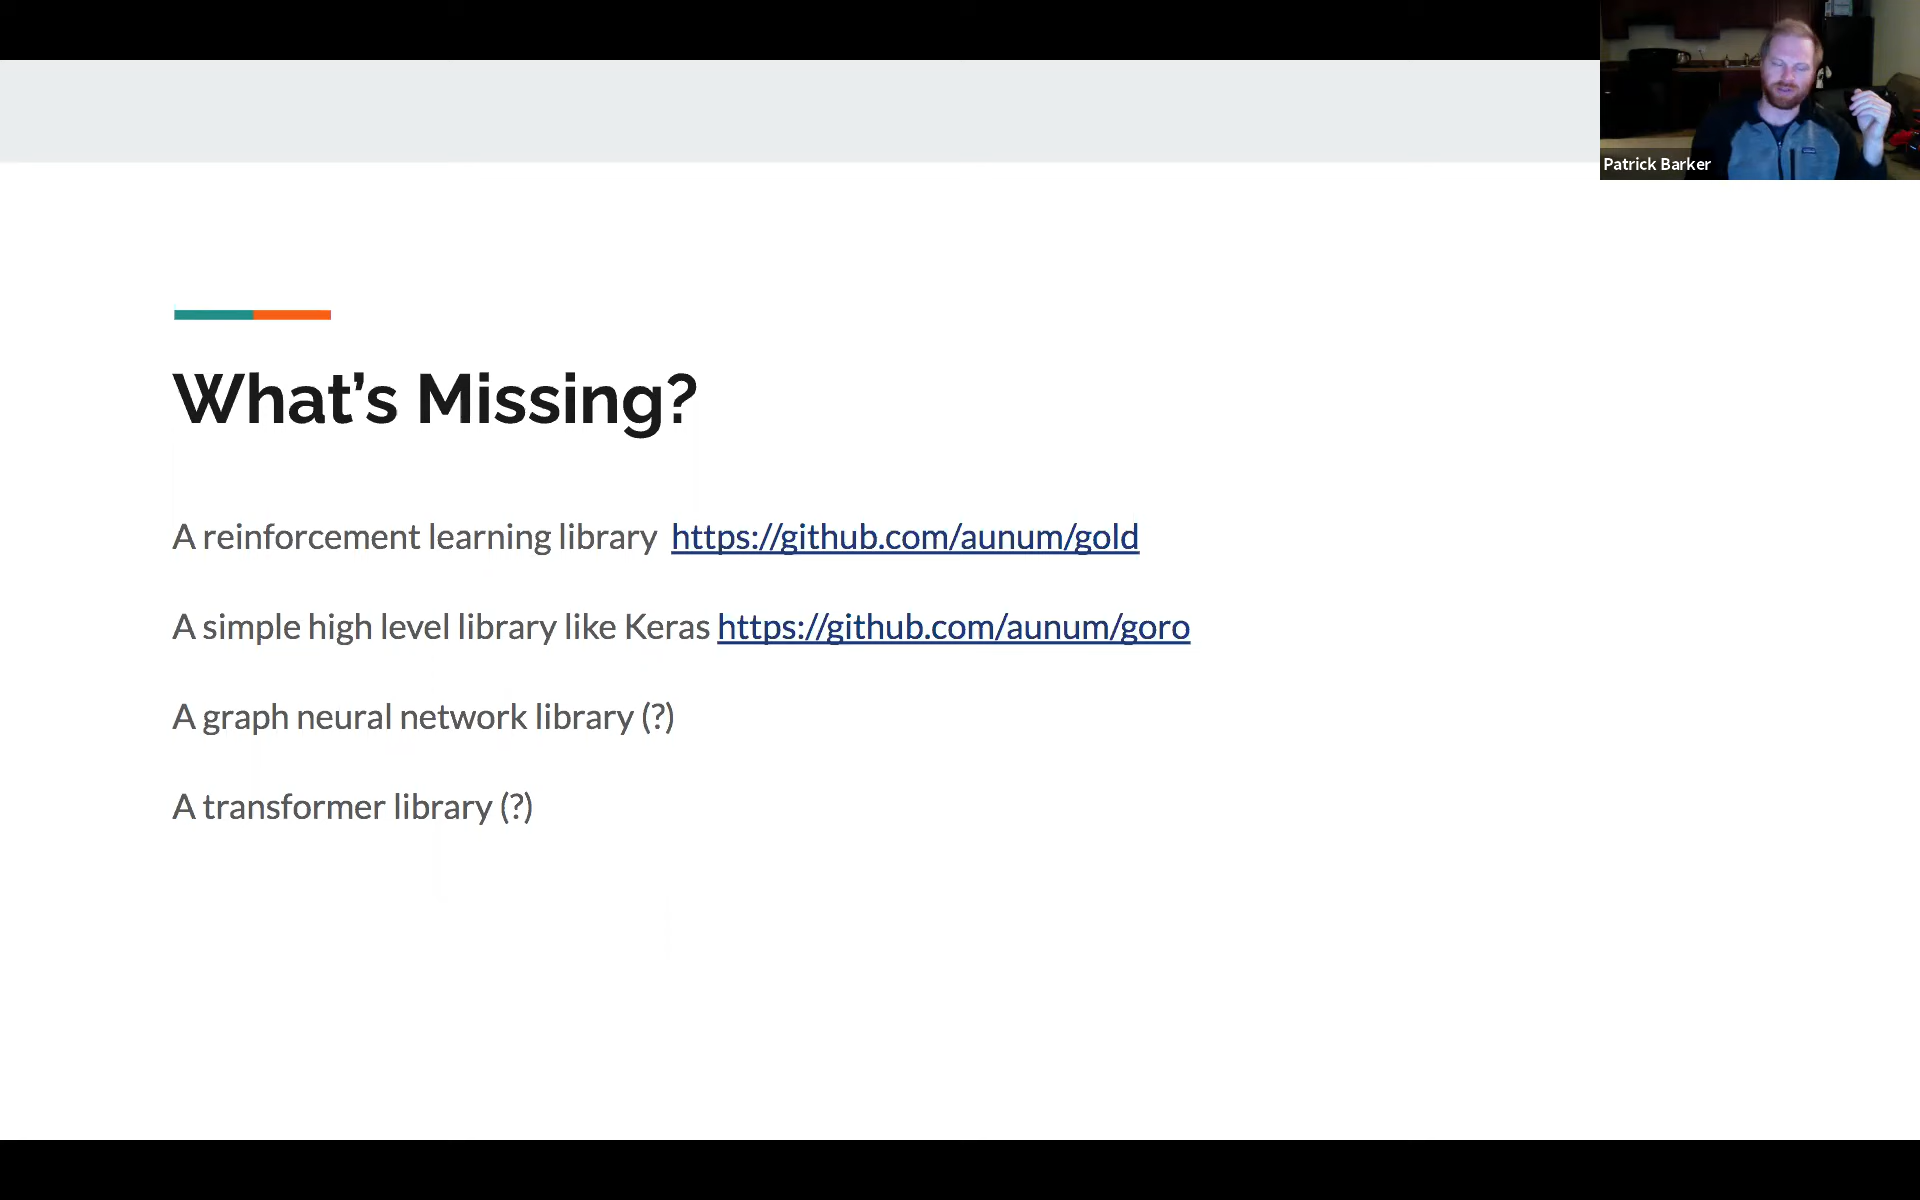 Patrick Barker
What’s Missing?
A reinforcement learning library https://github.com/aunum/gold
A simple high level library like Keras https://github.com/aunum/goro
A graph neural network library (?)
A transformer library (?)